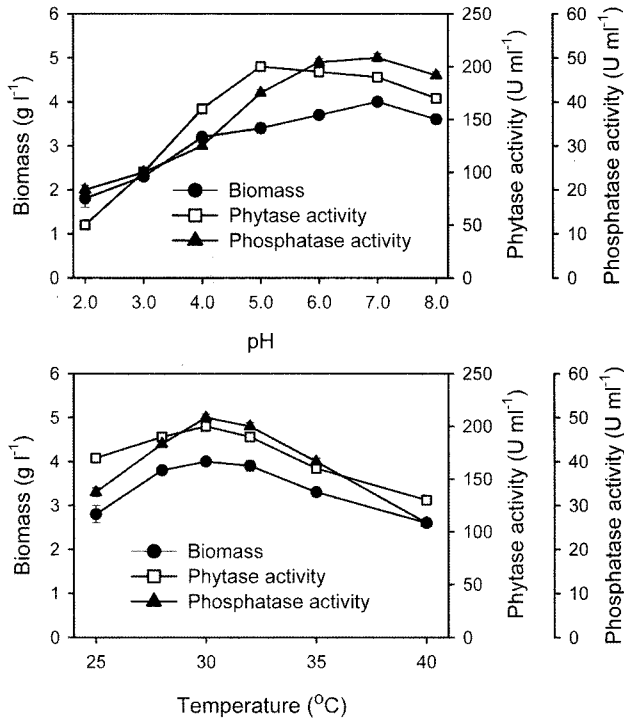 6
5
4
3
2
1
0
Biomass (g l-1)
250
200
150
100
50
0
Phytase activity (U ml-1)
60
50
40
30
20
10
0
Phosphatase activity (U ml-1)
Biomass
Phytase activity
Phosphatase activity
2.0 3.0 4.0 5.0 6.0 7.0 8.0
pH
6
5
4
3
2
1
0
Biomass (g l-1)
250
200
150
100
50
0
Phytase activity (U ml-1)
60
50
40
30
20
10
0
Phosphatase activity (U ml-1)
Biomass
Phytase activity
Phosphatase activity
25 30 35 40
Temperature (oC)